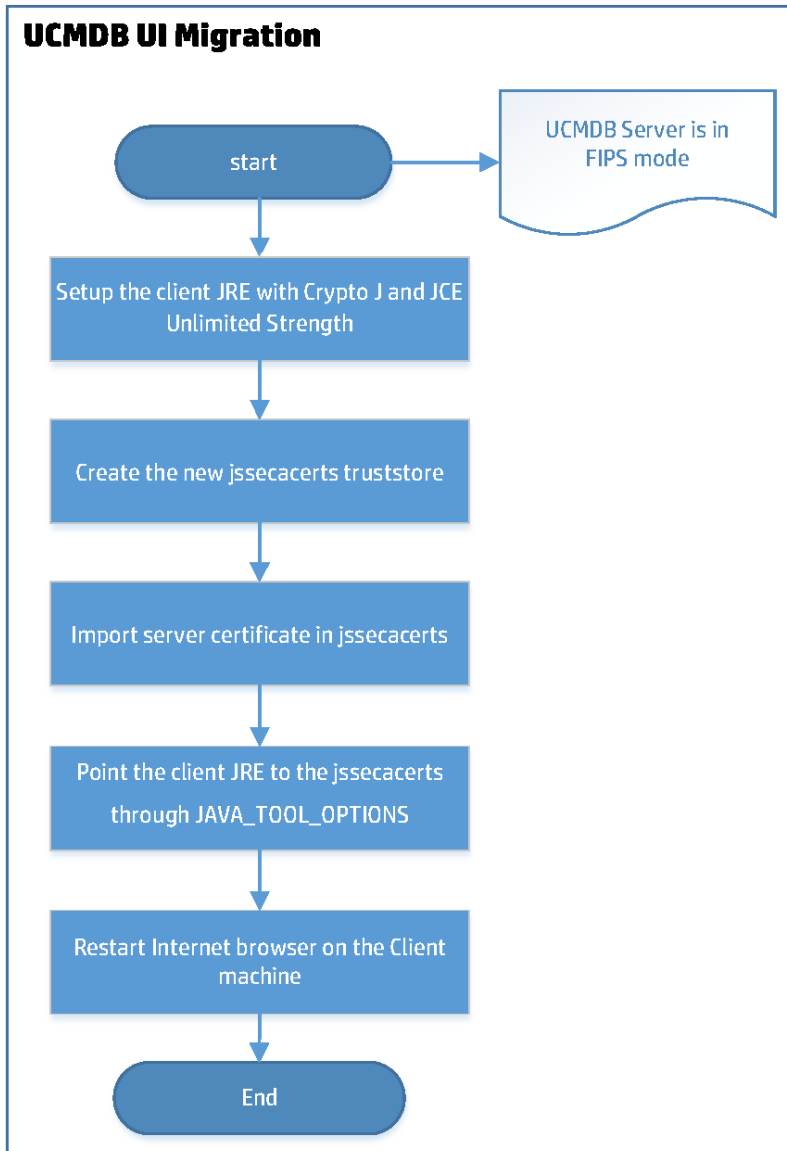 UCMDB UI Migration
start
UCMDB Server is in
FIPS mode
Setup the client JRE with Crypto J and JCE
Unlimited Strength
Create the new jssecacerts truststore
Import server certificate in jssecacerts
Point the client JRE to the jssecacerts
through JAVA_TOOL_OPTIONS
Restart Internet browser on the Client
machine
End